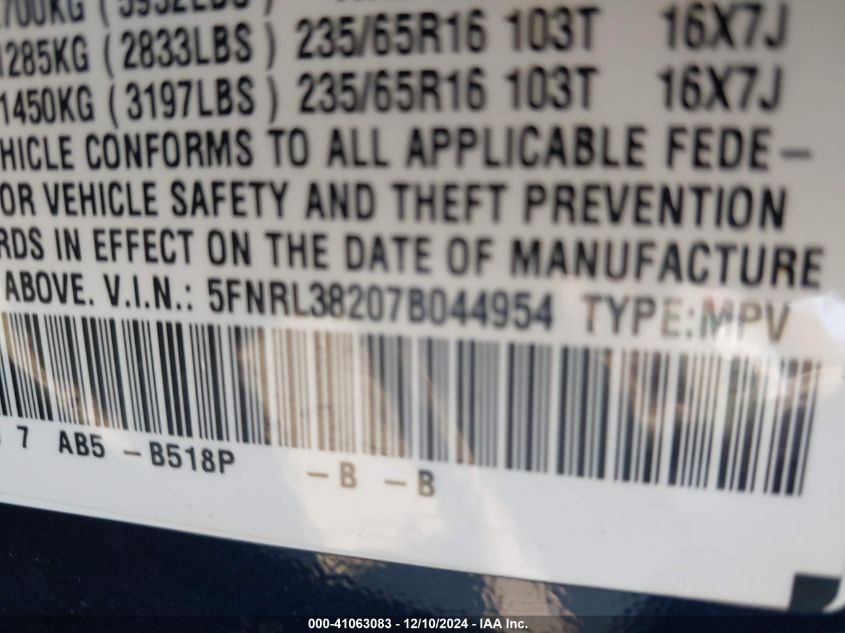 700KG ( 5952LBS )
1285KG ( 2833LBS ) 235/65R16 103T 16X7J
1450KG ( 3197LBS ) 235/65R16 103T 16X7J
HICLE CONFORMS TO ALL APPLICABLE FEDE-
OR VEHICLE SAFETY AND THEFT PREVENTION
RDS IN EFFECT ON THE DATE OF MANUFACTURE
ABOVE. V.I.N.: 5FNRL38207B044954 TYPE:MPV
7 AB5 -B518P -B -B
000-41063083 - 12/10/2024 - IAA Inc.